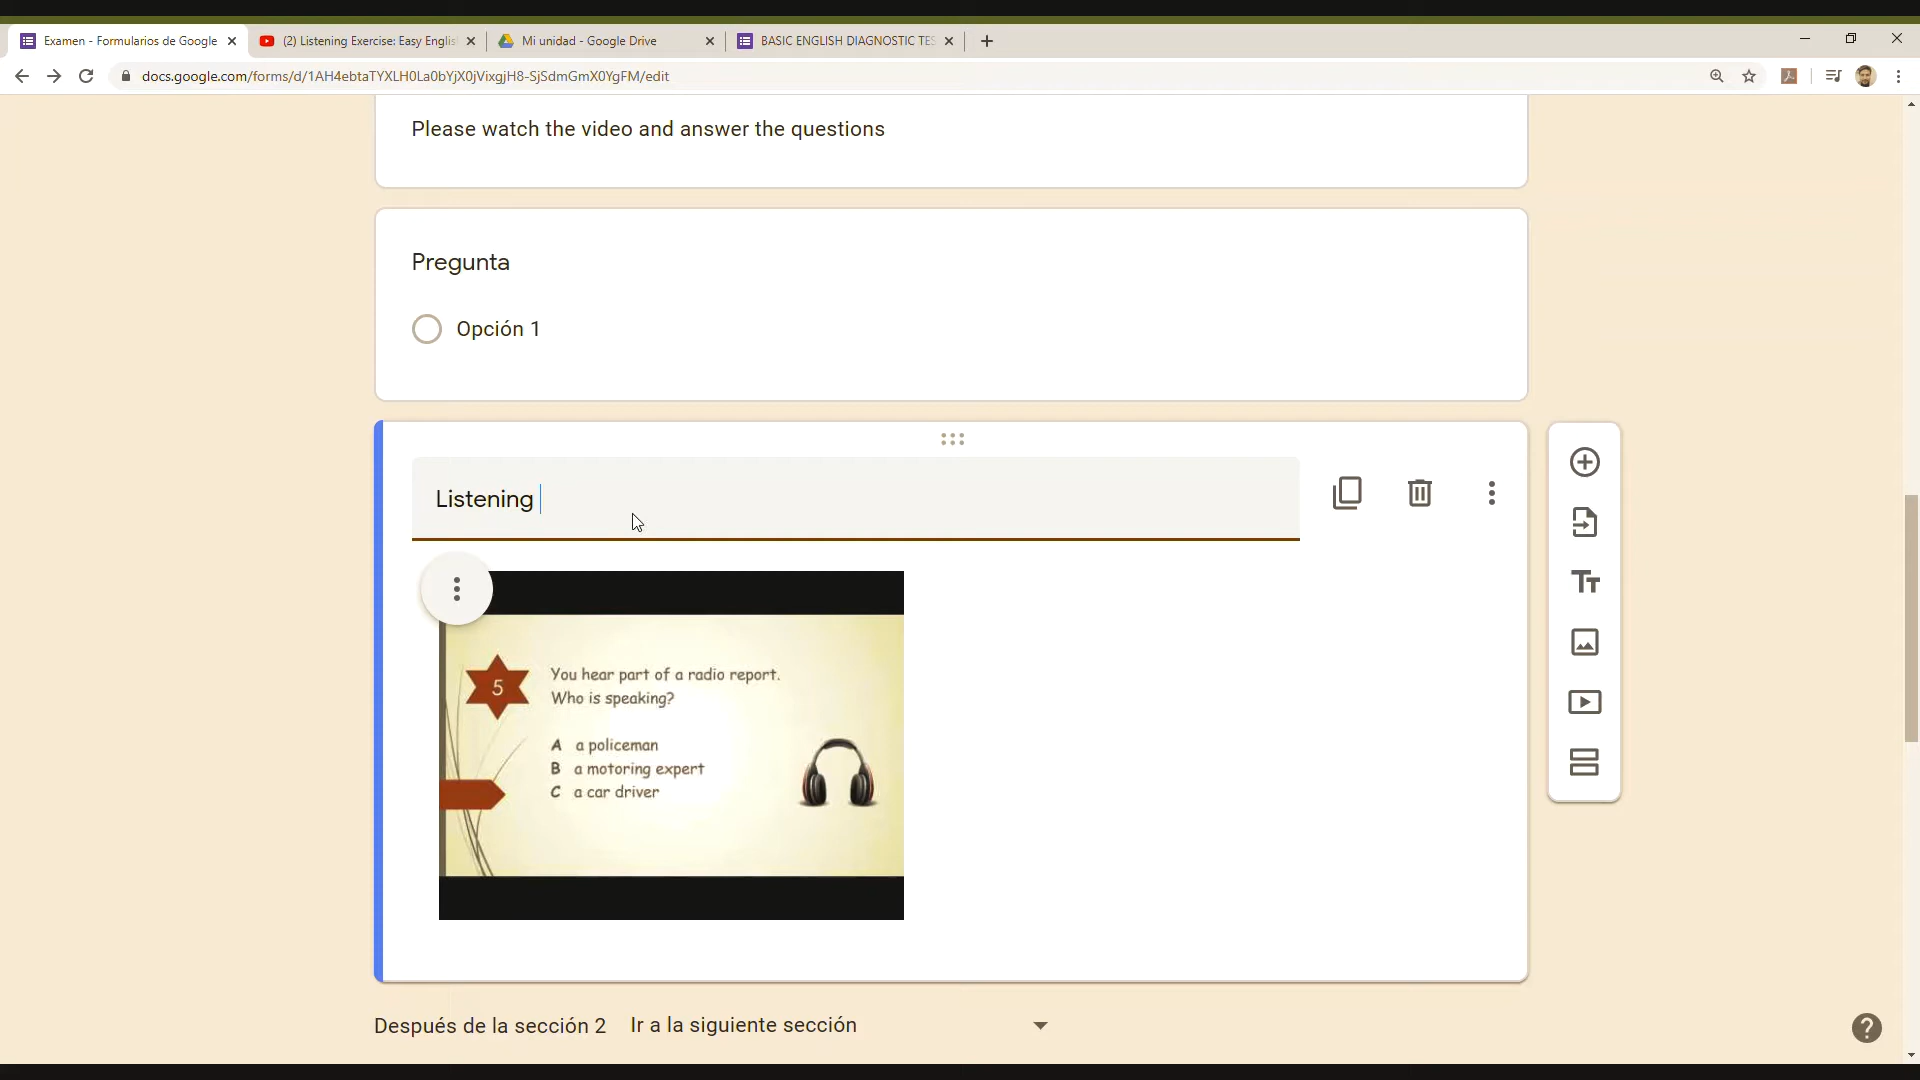 Examen - Formularios de Google
(2) Listening Exercise: Easy Englis
Mi unidad - Google Drive
BASIC ENGLISH DIAGNOSTIC TES
docs.google.com/forms/d/1AH4ebtaTYXLH0La0bYjX0jVixgjH8-SjSdmGmX0YgFM/edit
Please watch the video and answer the questions
Pregunta
Opción 1
Listening
5
You hear part of a radio report.
Who is speaking?
A a policeman
B a motoring expert
C a car driver
Después de la sección 2 Ir a la siguiente sección